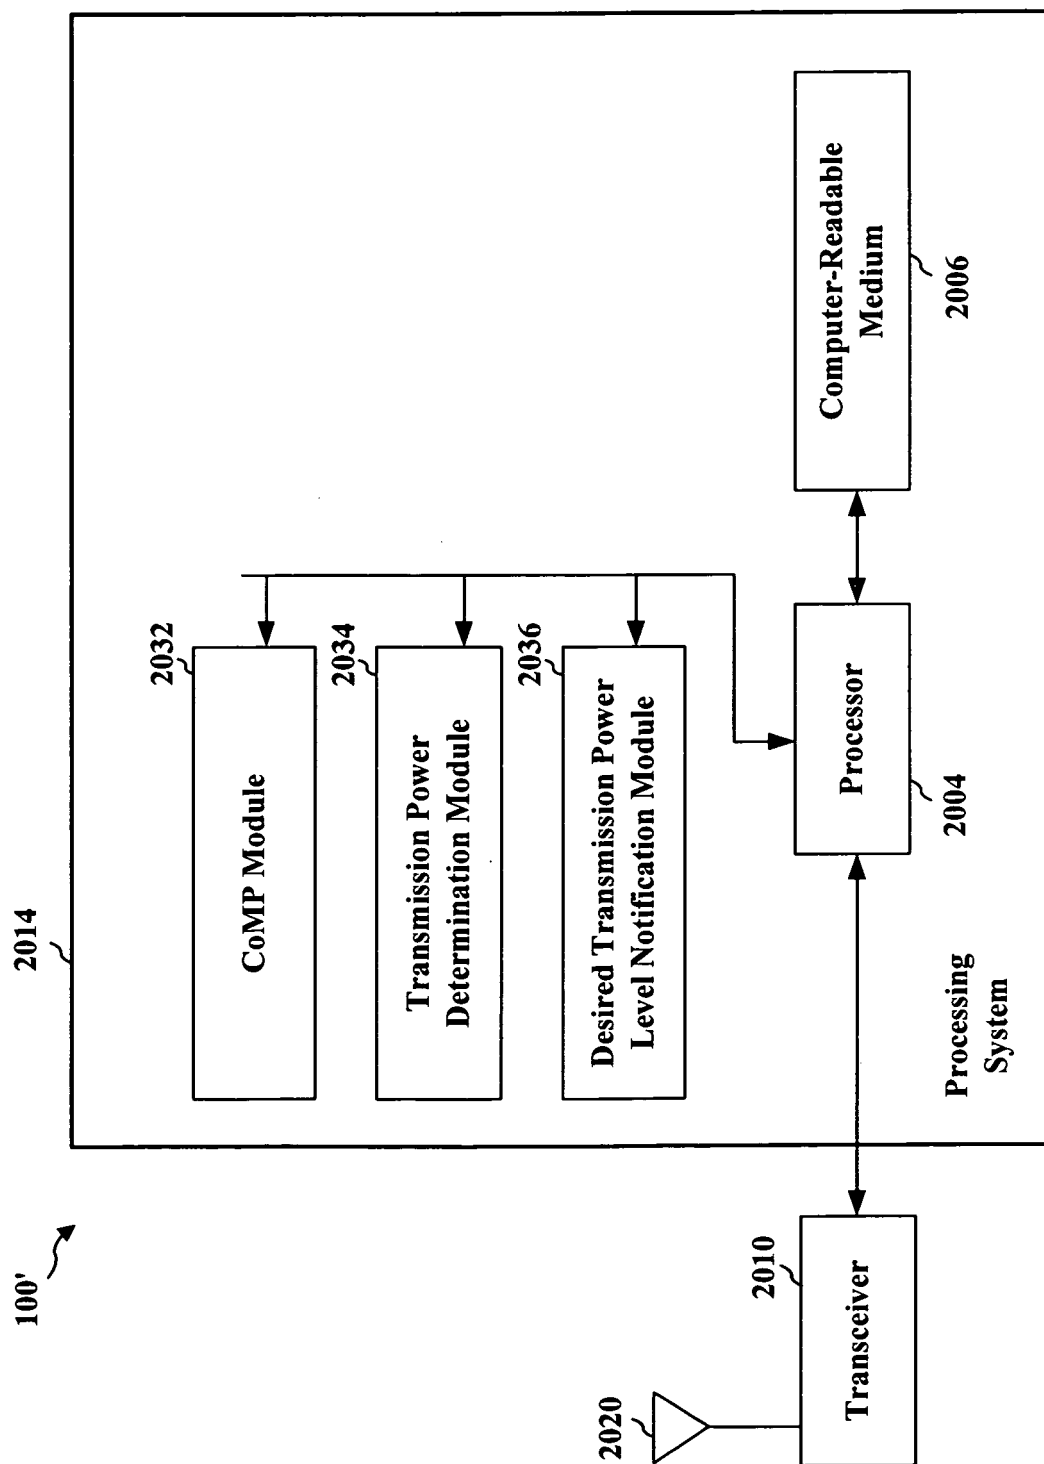 100'
2014
2032
CoMP Module
2034
Transmission Power
Determination Module
2036
Desired Transmission Power
Level Notification Module
2020
2010
Transceiver
Processing
System
Processor
2004
Computer-Readable
Medium
2006